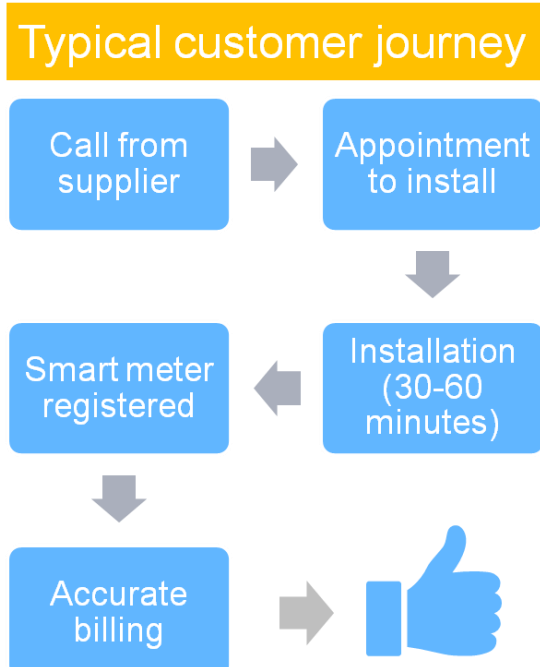 Typical customer journey
Call from
supplier
Appointment
to install
Installation
(30-60
minutes)
Smart meter
registered
Accurate
billing